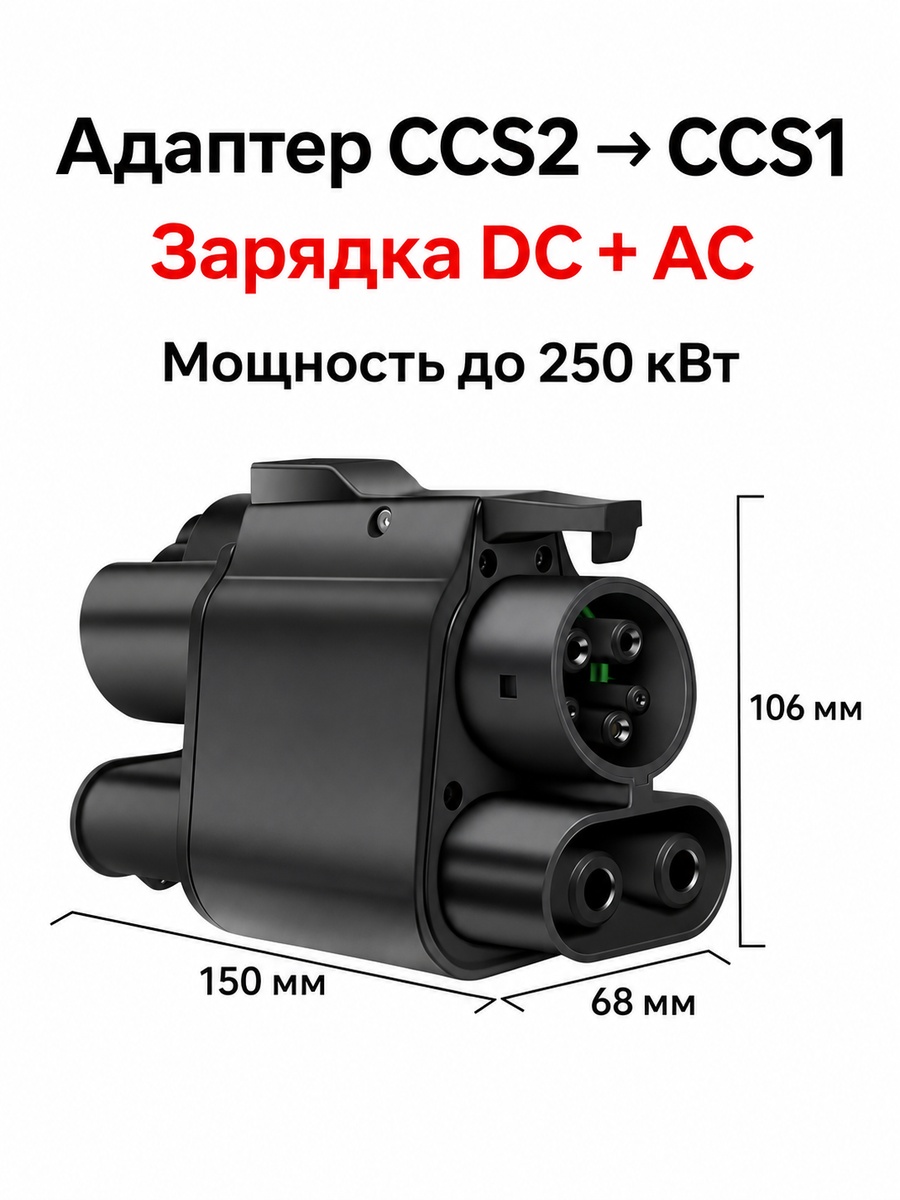 Адаптер CCS2 → CCS1
Зарядка DC + AC
Мощность до 250 кВт
106 мм
150 мм
68 мм